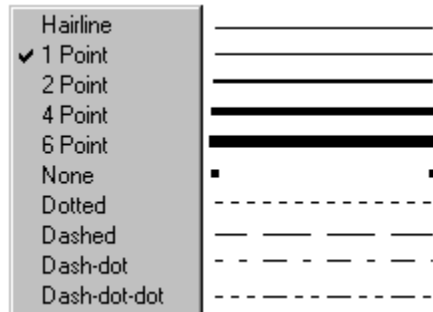 Hairline
1 Point
2 Point
4 Point
6 Point
None
Dotted
Dashed
Dash-dot
Dash-dot-dot